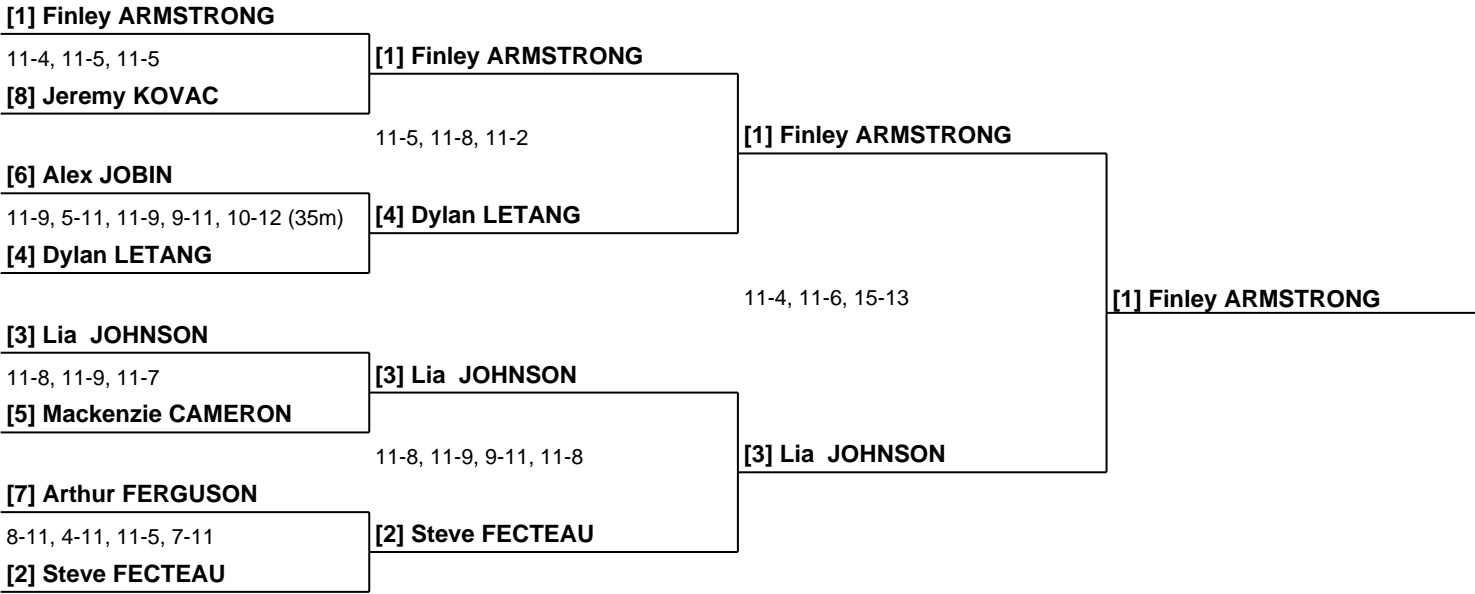 [1] Finley ARMSTRONG
11-4, 11-5, 11-5
[8] Jeremy KOVAC
[6] Alex JOBIN
11-9, 5-11, 11-9, 9-11, 10-12 (35m)
[4] Dylan LETANG
[3] Lia  JOHNSON
11-8, 11-9, 11-7
[5] Mackenzie CAMERON
[7] Arthur FERGUSON
8-11, 4-11, 11-5, 7-11
[2] Steve FECTEAU
[1] Finley ARMSTRONG
11-5, 11-8, 11-2
[4] Dylan LETANG
[3] Lia  JOHNSON
11-8, 11-9, 9-11, 11-8
[2] Steve FECTEAU
[1] Finley ARMSTRONG
11-4, 11-6, 15-13
[3] Lia  JOHNSON
[1] Finley ARMSTRONG